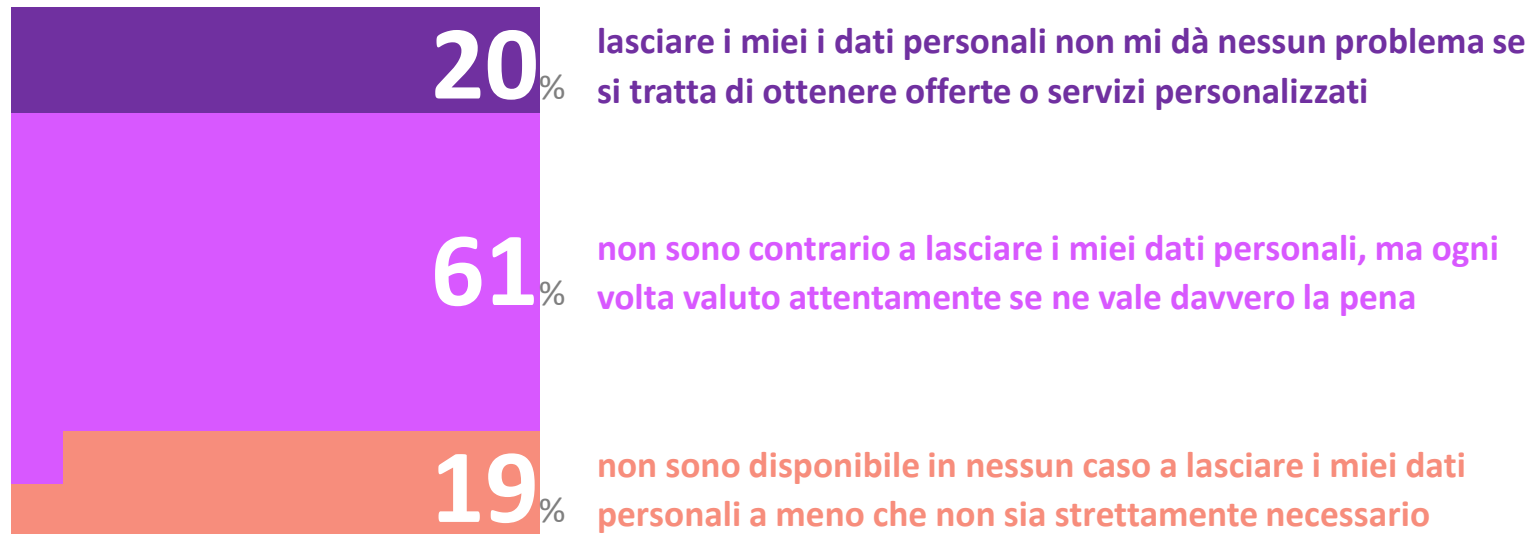 20%
lasciare i miei i dati personali non mi dà nessun problema se
si tratta di ottenere offerte o servizi personalizzati
61%
non sono contrario a lasciare i miei dati personali, ma ogni
volta valuto attentamente se ne vale davvero la pena
19%
non sono disponibile in nessun caso a lasciare i miei dati
personali a meno che non sia strettamente necessario